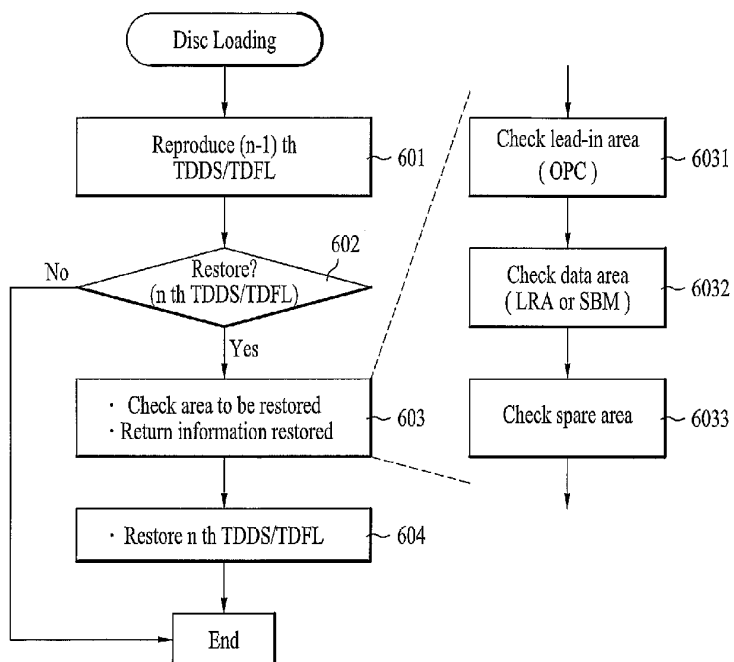 Disc Loading
Reproduce (n-1) th
TDDS/TDFL
601
602
Restore?
(n th TDDS/TDFL)
No
Yes
· Check area to be restored
· Return information restored
603
· Restore n th TDDS/TDFL
604
End
Check lead-in area
( OPC )
6031
Check data area
( LRA or SBM )
6032
Check spare area
6033